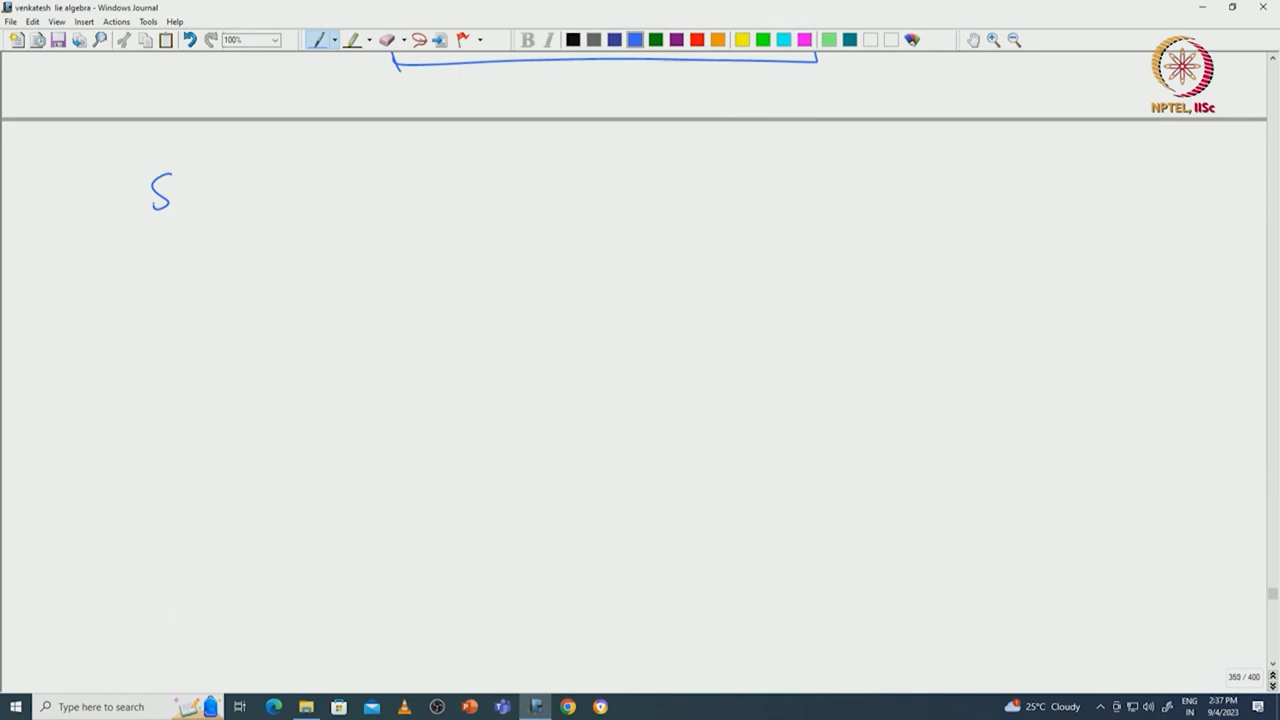 venkatesh lie algebra - Windows Journal
File Edit View Insert Actions Tools Help
100%
B I
NPTEL, IISc
S
350 / 400
Type here to search
25°C Cloudy
ENG
IN
2:37 PM
9/4/2023